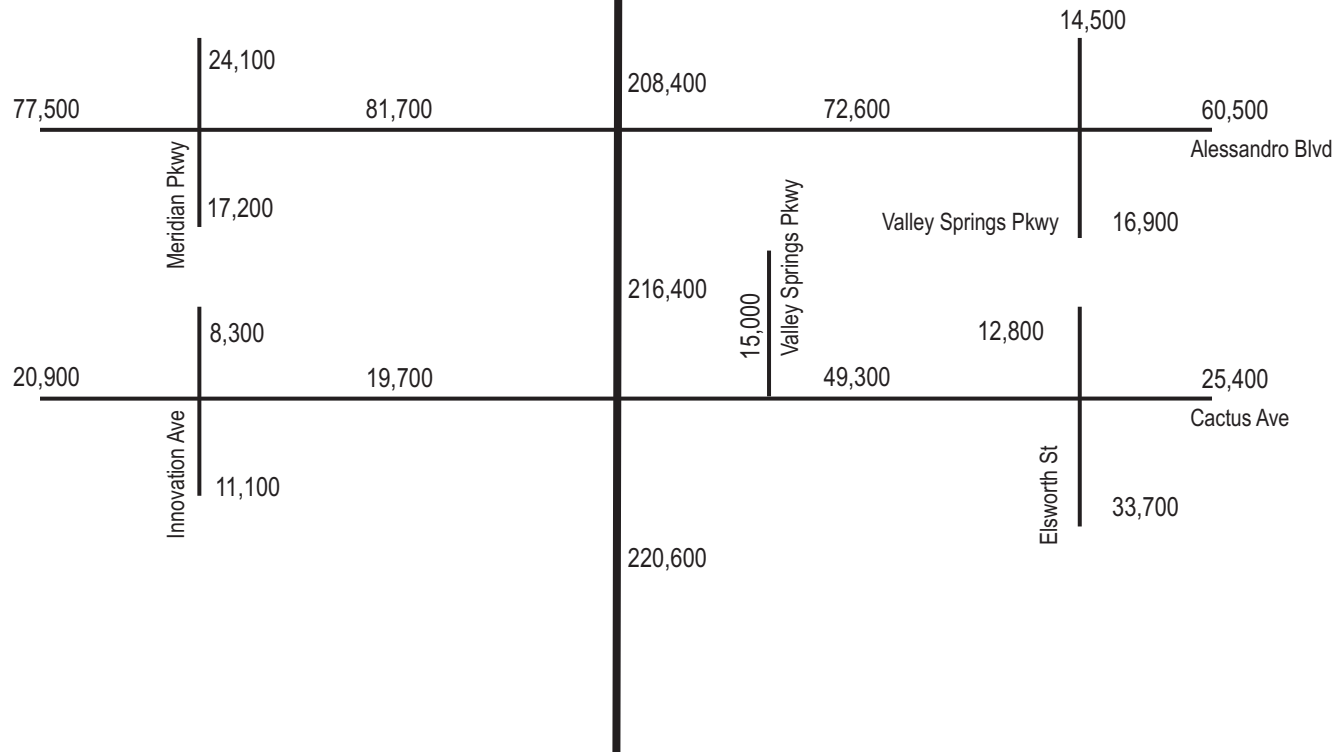 14,500
24,100
208,400
77,500
81,700
72,600
60,500
Alessandro Blvd
Meridian Pkwy
17,200
Valley Springs Pkwy
16,900
Valley Springs Pkwy
15,000
216,400
8,300
12,800
20,900
19,700
49,300
25,400
Cactus Ave
Innovation Ave
11,100
Elsworth St
33,700
220,600